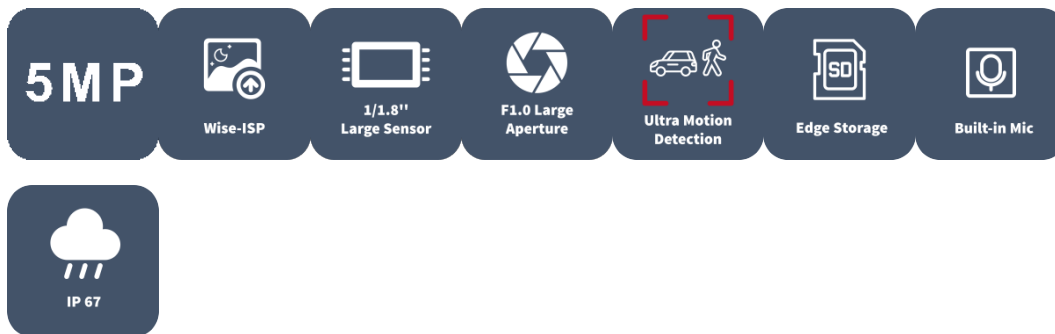 5MP
Wise-ISP
1/1.8''
Large Sensor
F1.0 Large
Aperture
Ultra Motion
Detection
SD
Edge Storage
Built-in Mic
IP 67